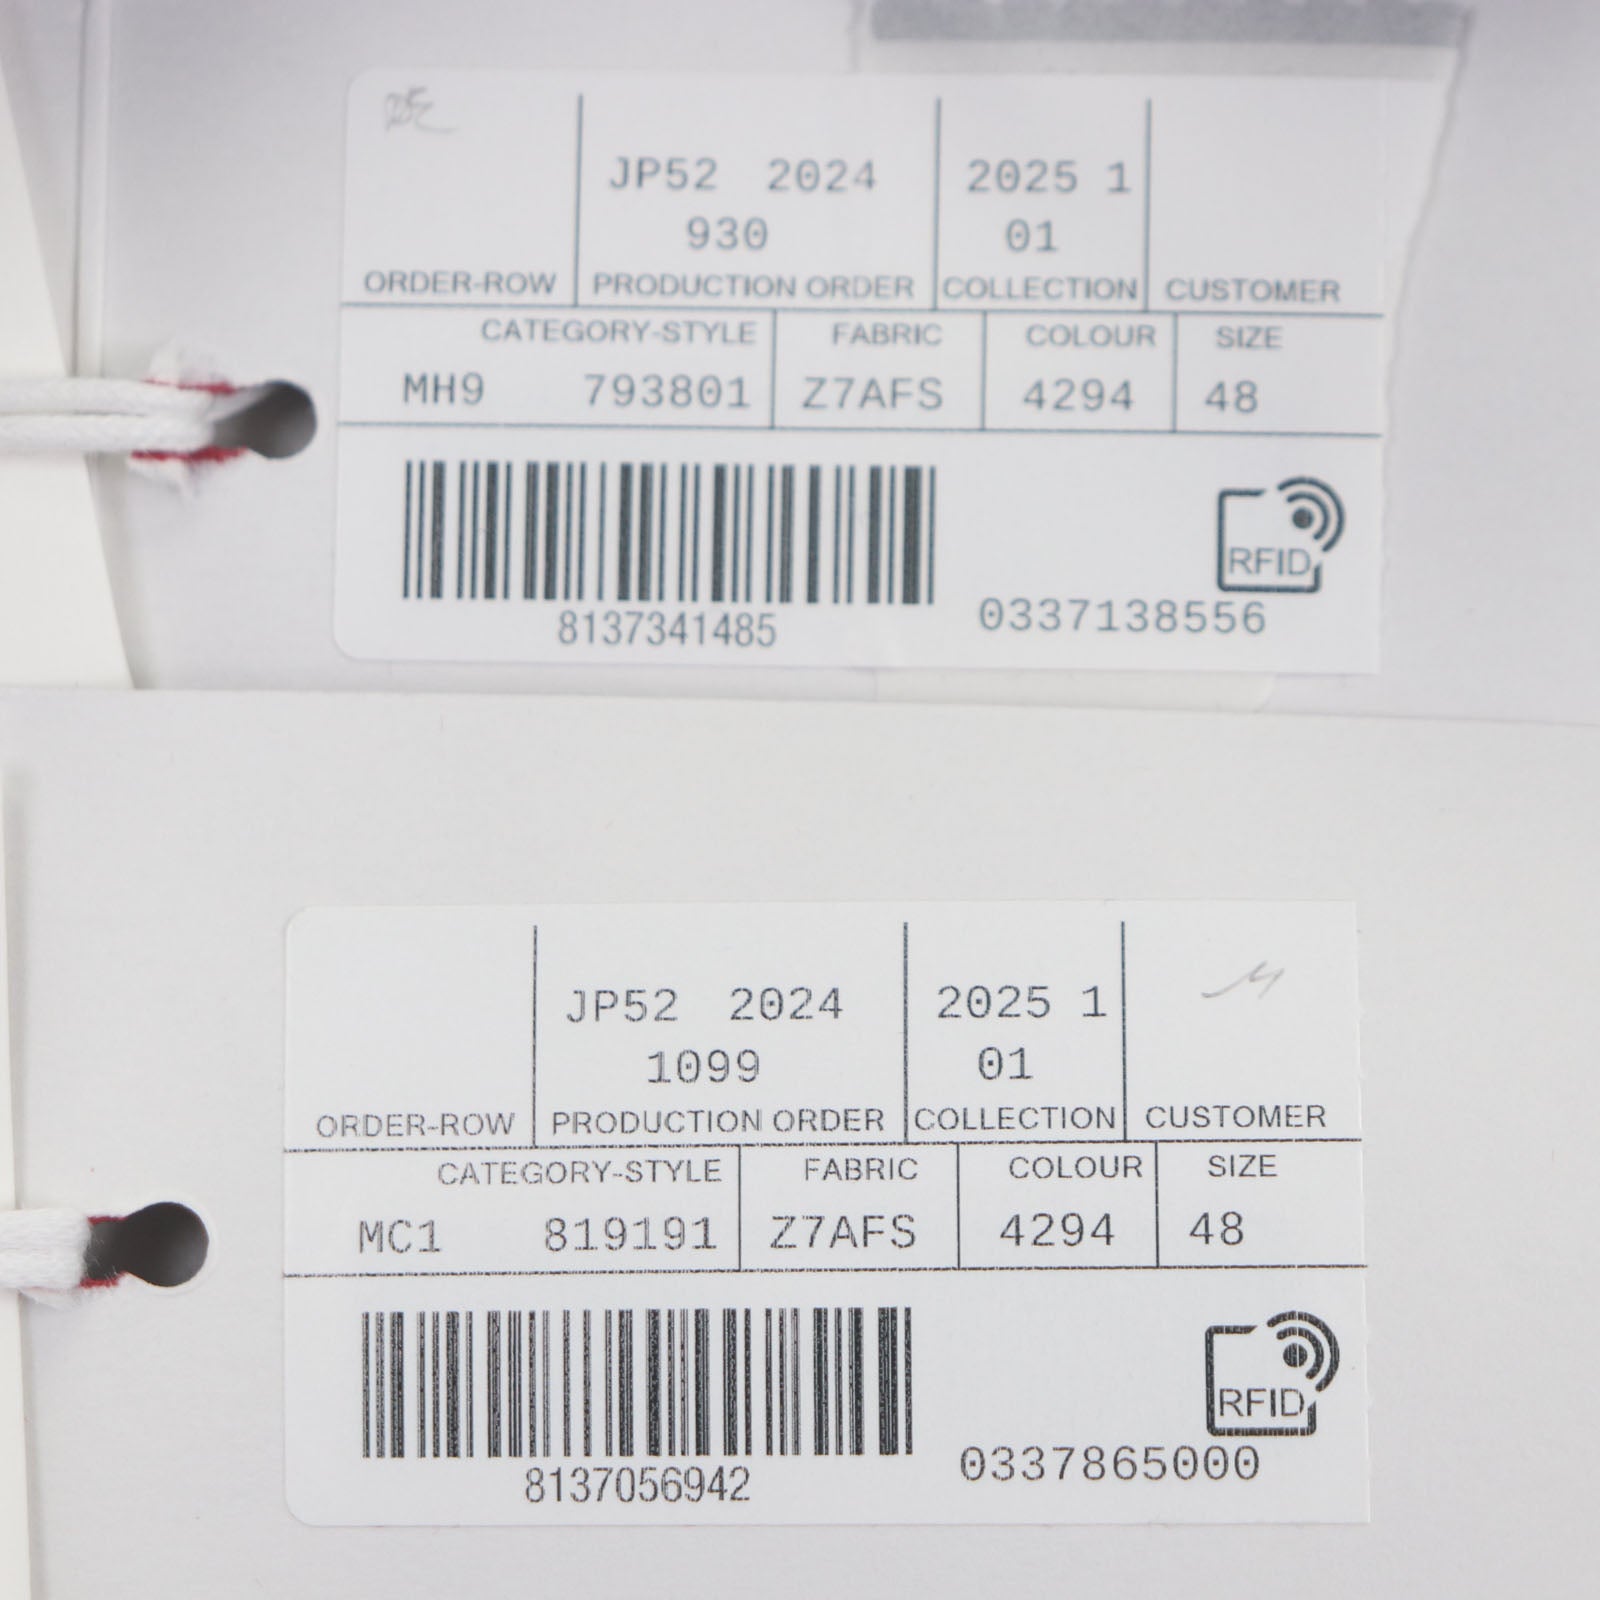 JP52 2024 2025 1
930 01
ORDER-ROW PRODUCTION ORDER COLLECTION CUSTOMER
CATEGORY-STYLE FABRIC COLOUR SIZE
MH9 793801 Z7AFS 4294 48
RFID
8137341485 0337138556
JP52 2024 2025 1
1099 01
ORDER-ROW PRODUCTION ORDER COLLECTION CUSTOMER
CATEGORY-STYLE FABRIC COLOUR SIZE
MC1 819191 Z7AFS 4294 48
RFID
8137056942 0337865000